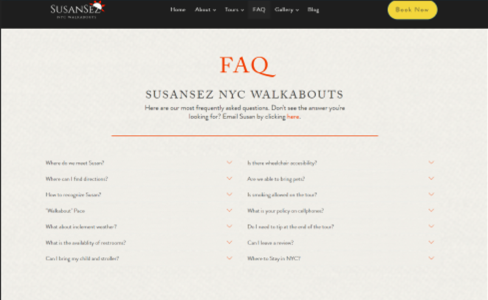 SUSANSEZ
NYC WALKABOUTS
Home About Tours FAQ Gallery Blog
Book Now
FAQ
SUSANSEZ NYC WALKABOUTS
Here are our most frequently asked questions. Don't see the answer you're
looking for? Email Susan by clicking here.
Where do we meet Susan?
Where can I find directions?
How to recognize Susan?
"Walkabout" Pace
What about inclement weather?
What is the availability of restrooms?
Can I bring my child and stroller?
Is there wheelchair accessibility?
Are we able to bring pets?
Is smoking allowed on the tour?
What is your policy on cellphones?
Do I need to tip at the end of the tour?
Can I leave a review?
Where to Stay in NYC?